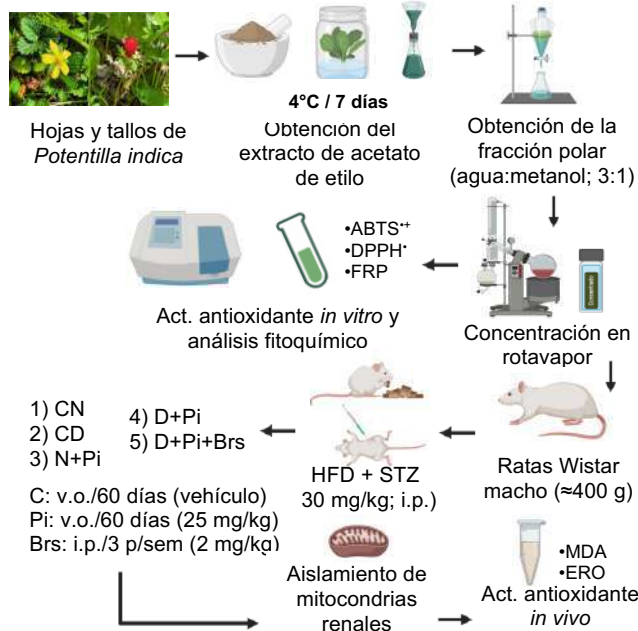 4°C / 7 días
Hojas y tallos de
Potentilla indica
Obtención del
extracto de acetato
de etilo
Obtención de la
fracción polar
(agua:metanol; 3:1)
•ABTS•+
•DPPH•
•FRP
Act. antioxidante in vitro y
análisis fitoquímico
Concentrado
Concentración en
rotavapor
Ratas Wistar
macho (≈400 g)
HFD + STZ
30 mg/kg; i.p.)
1) CN
2) CD
3) N+Pi
4) D+Pi
5) D+Pi+Brs
C: v.o./60 días (vehículo)
Pi: v.o./60 días (25 mg/kg)
Brs: i.p./3 p/sem (2 mg/kg)
Aislamiento de
mitocondrias
renales
•MDA
•ERO
Act. antioxidante
in vivo